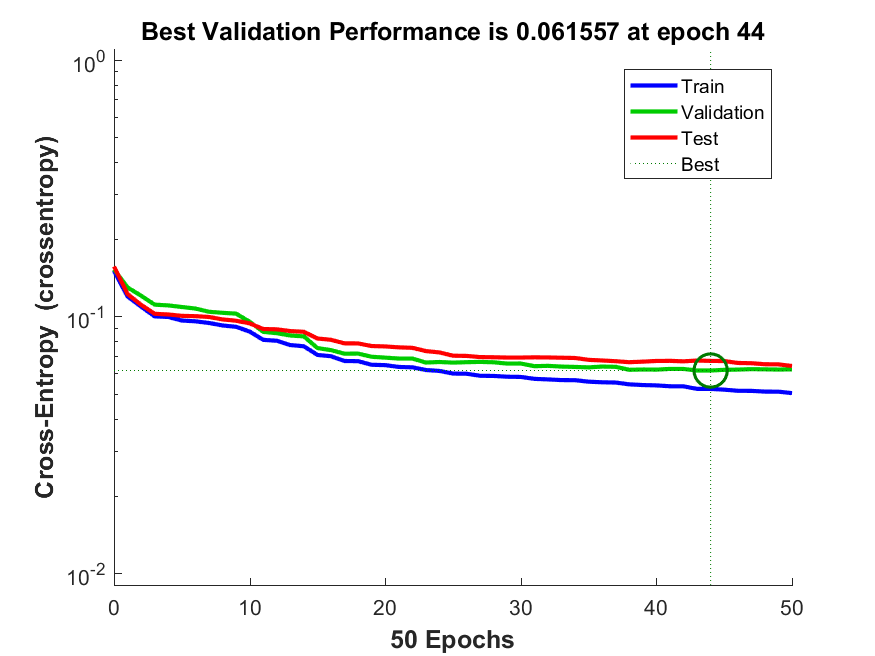 Best Validation Performance is 0.061557 at epoch 44
Cross-Entropy (crossentropy)
10^0
10^-1
10^-2
Train
Validation
Test
Best
0 10 20 30 40 50
50 Epochs